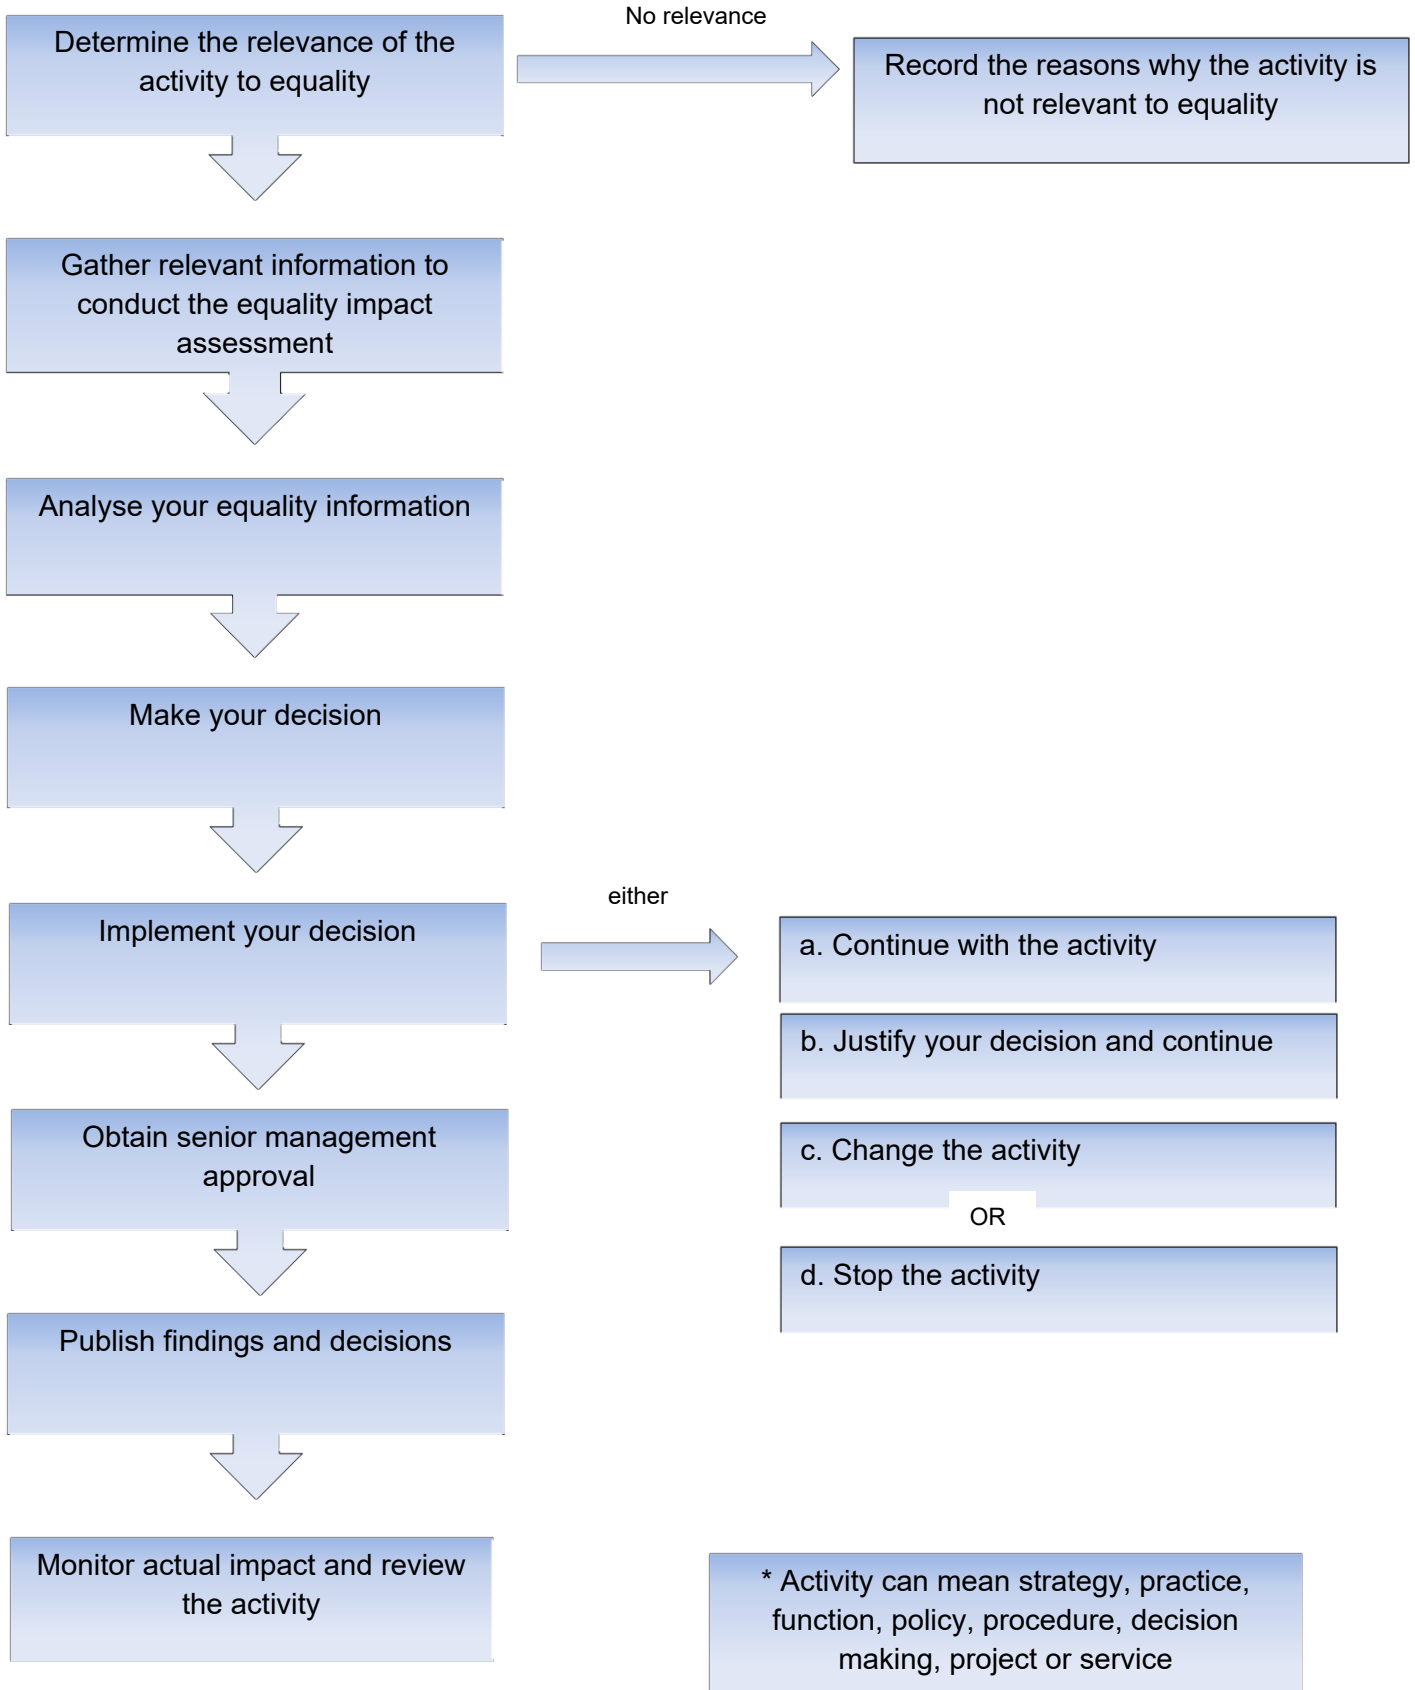 Determine the relevance of the
activity to equality
No relevance
Record the reasons why the activity is
not relevant to equality
Gather relevant information to
conduct the equality impact
assessment
Analyse your equality information
Make your decision
Implement your decision
either
a. Continue with the activity
b. Justify your decision and continue
c. Change the activity
OR
d. Stop the activity
Obtain senior management
approval
Publish findings and decisions
Monitor actual impact and review
the activity
* Activity can mean strategy, practice,
function, policy, procedure, decision
making, project or service